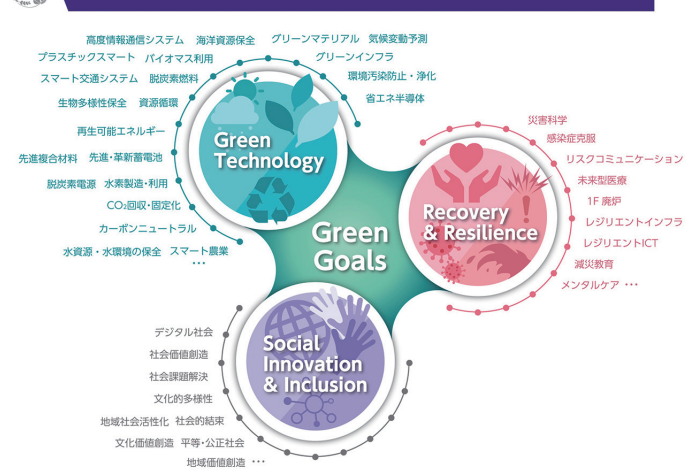 高度情報通信システム 海洋資源保全 グリーンマテリアル 気候変動予測
プラスチックスマート バイオマス利用 グリーンインフラ
スマート交通システム 脱炭素燃料 環境汚染防止・浄化
生物多様性保全 資源循環 省エネ半導体
再生可能エネルギー
先進複合材料 先進・革新蓄電池
脱炭素電源 水素製造・利用
CO₂回収・固定化
カーボンニュートラル
水資源・水環境の保全 スマート農業
…
Green
Technology
災害科学
感染症克服
リスクコミュニケーション
未来型医療
1F 廃炉
レジリエントインフラ
レジリエントICT
減災教育
メンタルケア …
Recovery
& Resilience
Green
Goals
Social
Innovation
& Inclusion
デジタル社会
社会価値創造
社会課題解決
文化的多様性
地域社会活性化 社会的結束
文化価値創造 平等・公正社会
地域価値創造 …